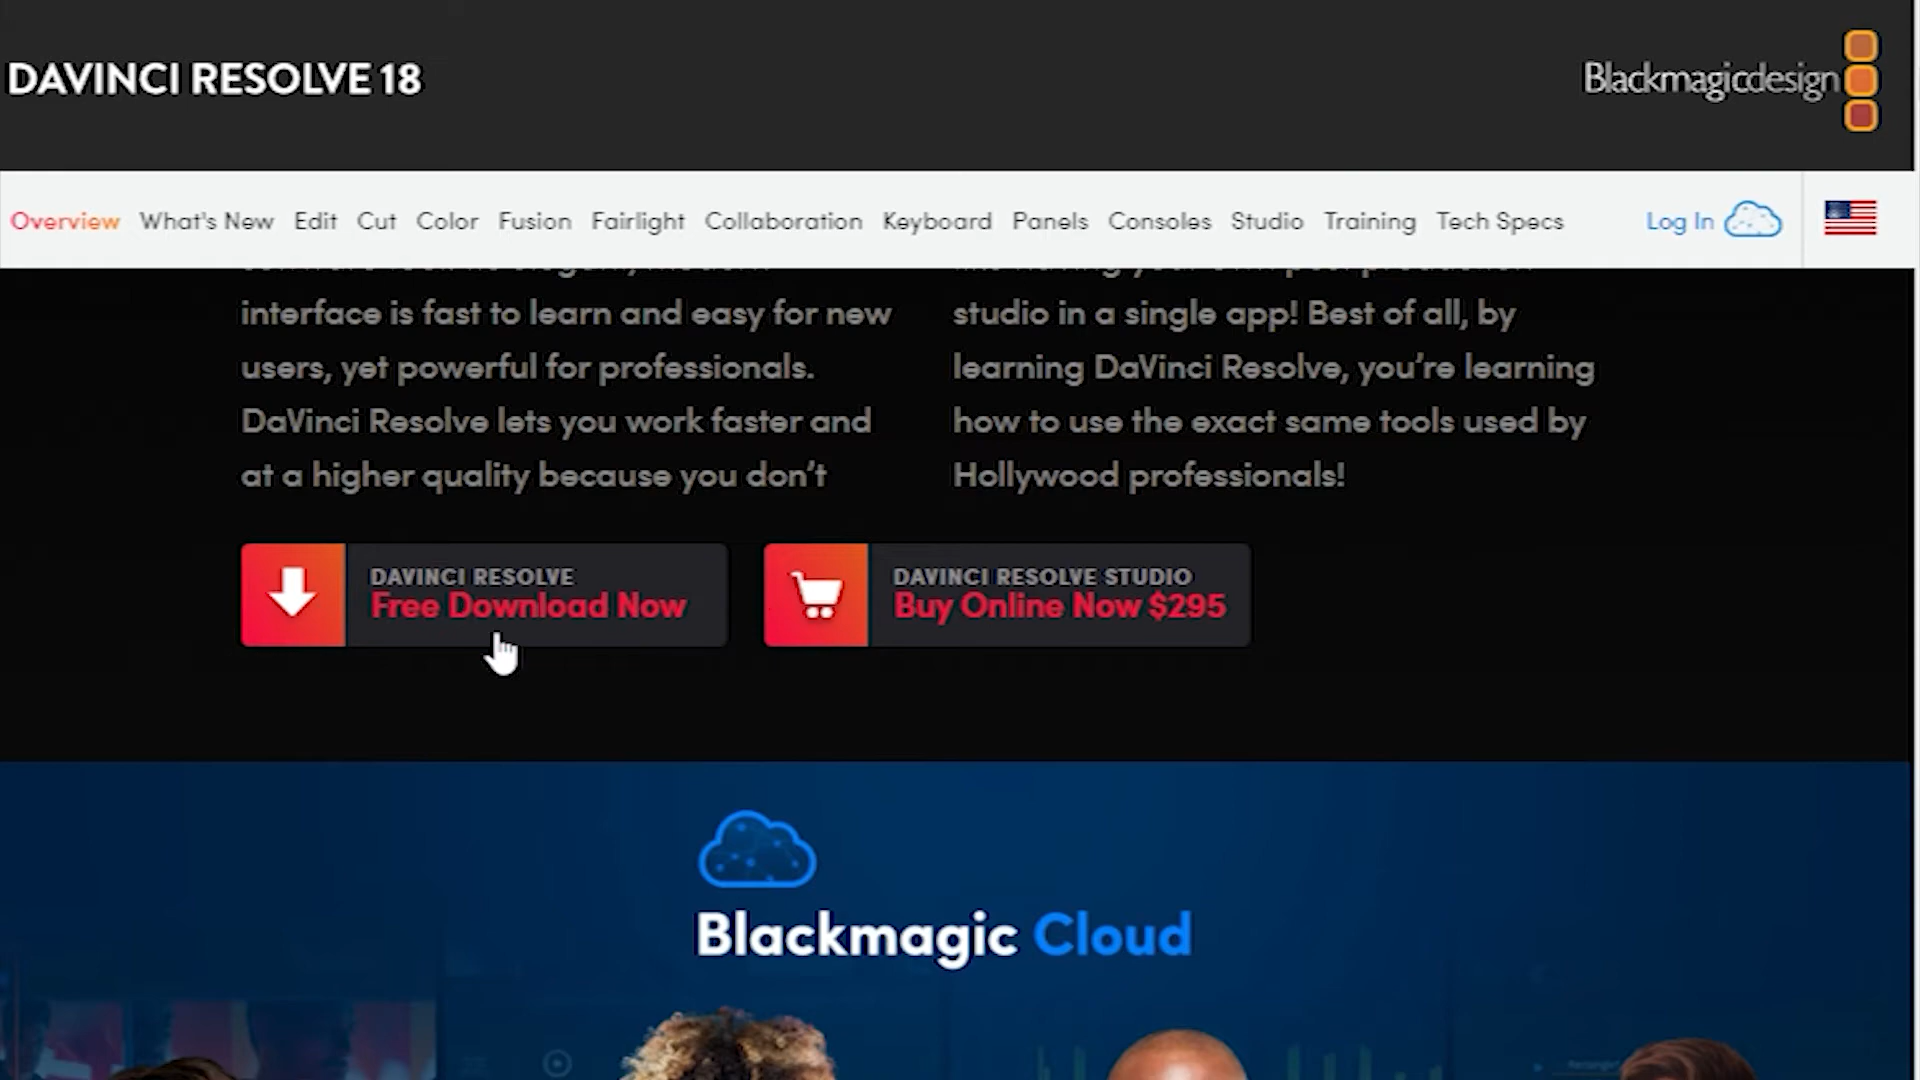 DAVINCI RESOLVE 18
Blackmagicdesign
Overview What's New Edit Cut Color Fusion Fairlight Collaboration Keyboard Panels Consoles Studio Training Tech Specs Log In
interface is fast to learn and easy for new
users, yet powerful for professionals.
DaVinci Resolve lets you work faster and
at a higher quality because you don’t
studio in a single app! Best of all, by
learning DaVinci Resolve, you’re learning
how to use the exact same tools used by
Hollywood professionals!
DAVINCI RESOLVE
Free Download Now
DAVINCI RESOLVE STUDIO
Buy Online Now $295
Blackmagic Cloud